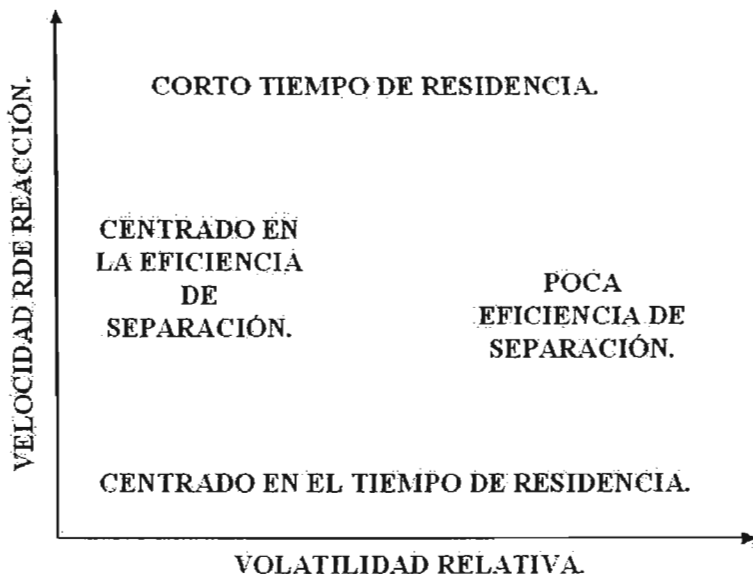 VELOCIDAD RDE REACCIÓN.
CORTO TIEMPO DE RESIDENCIA.
CENTRADO EN
LA EFICIENCIA
DE
SEPARACIÓN.
POCA
EFICIENCIA DE
SEPARACIÓN.
CENTRADO EN EL TIEMPO DE RESIDENCIA.
VOLATILIDAD RELATIVA.